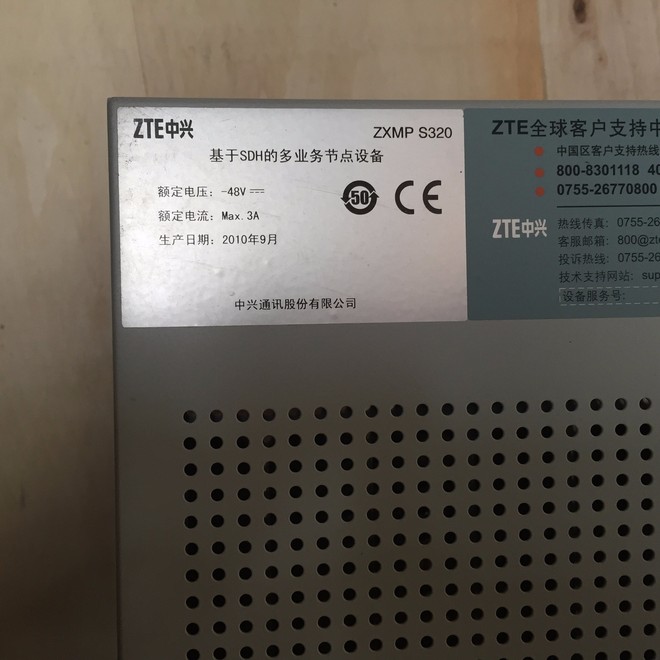 ZTE中兴
ZXMP S320
基于SDH的多业务节点设备
额定电压: -48V
额定电流: Max.3A
生产日期: 2010年9月
50
CE
中兴通讯股份有限公司
ZTE全球客户支持中
中国区客户支持热线
800-8301118 40
0755-26770800
ZTE中兴
热线传真: 0755-26
客服邮箱: 800@zte
投诉热线: 0755-26
技术支持网站: sup
设备服务号: